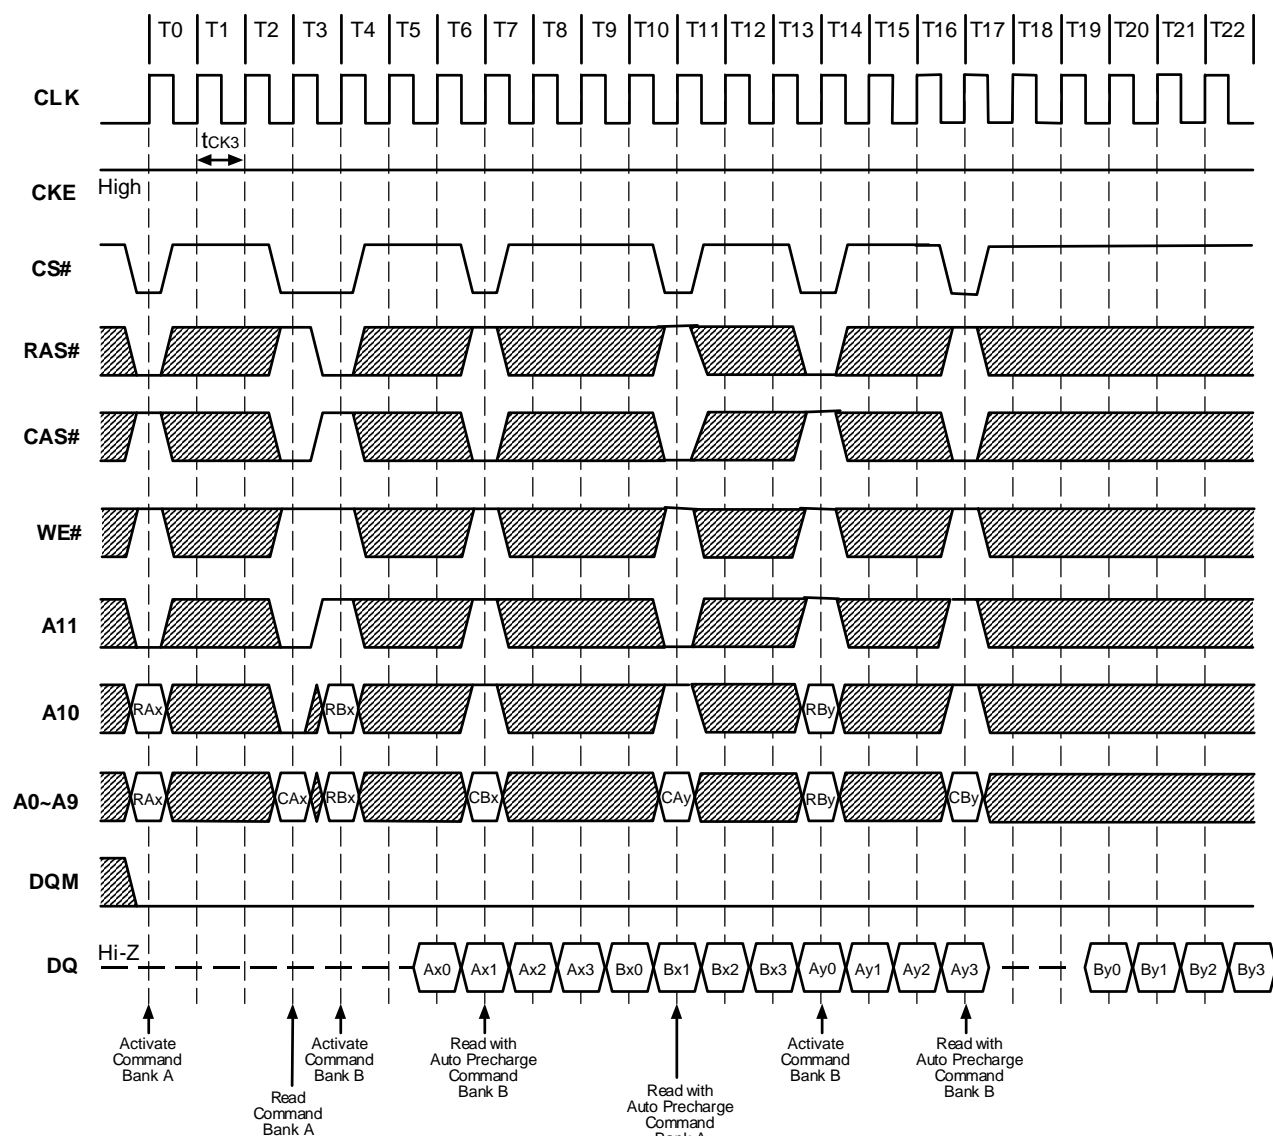 T0 T1 T2 T3 T4 T5 T6 T7 T8 T9 T10 T11 T12 T13 T14 T15 T16 T17 T18 T19 T20 T21 T22
CLK
tCK3
CKE High
CS#
RAS#
CAS#
WE#
A11
A10 RAx RBx RBy
A0~A9 RAx CAx RBx CBx CAy RBy CBy
DQM
DQ Hi-Z Ax0 Ax1 Ax2 Ax3 Bx0 Bx1 Bx2 Bx3 Ay0 Ay1 Ay2 Ay3 By0 By1 By2 By3
Activate
Command
Bank A
Read
Command
Bank A
Activate
Command
Bank B
Read with
Auto Precharge
Command
Bank B
Read with
Auto Precharge
Command
Bank A
Activate
Command
Bank B
Read with
Auto Precharge
Command
Bank B